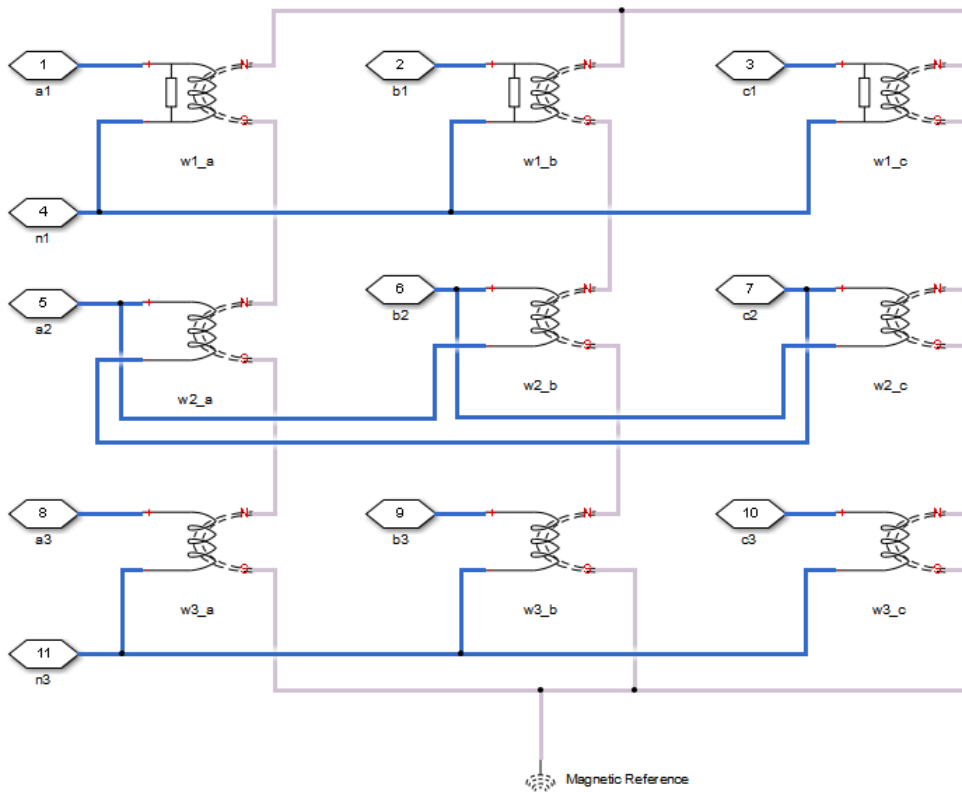 1 + N 2 + N 3 + N
a1 b1 c1
S S S
w1_a w1_b w1_c
4
n1
5 + N 6 + N 7 + N
a2 b2 c2
S S S
w2_a w2_b w2_c
8 + N 9 + N 10 + N
a3 b3 c3
S S S
w3_a w3_b w3_c
11
n3
Magnetic Reference